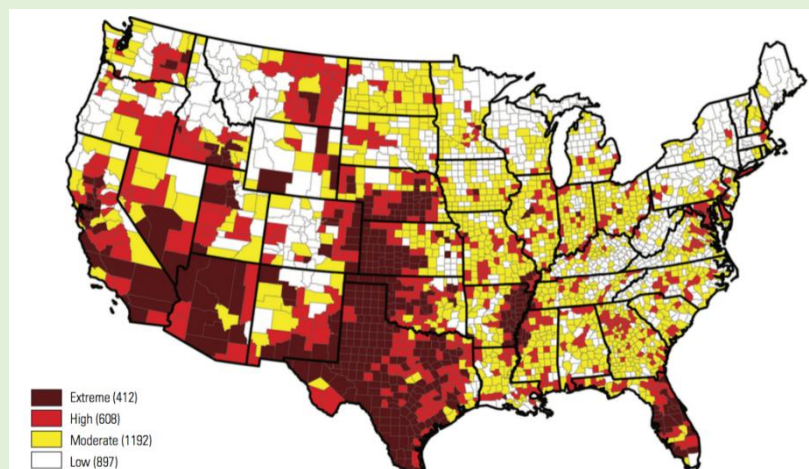 Extreme (412)
High (608)
Moderate (1192)
Low (897)